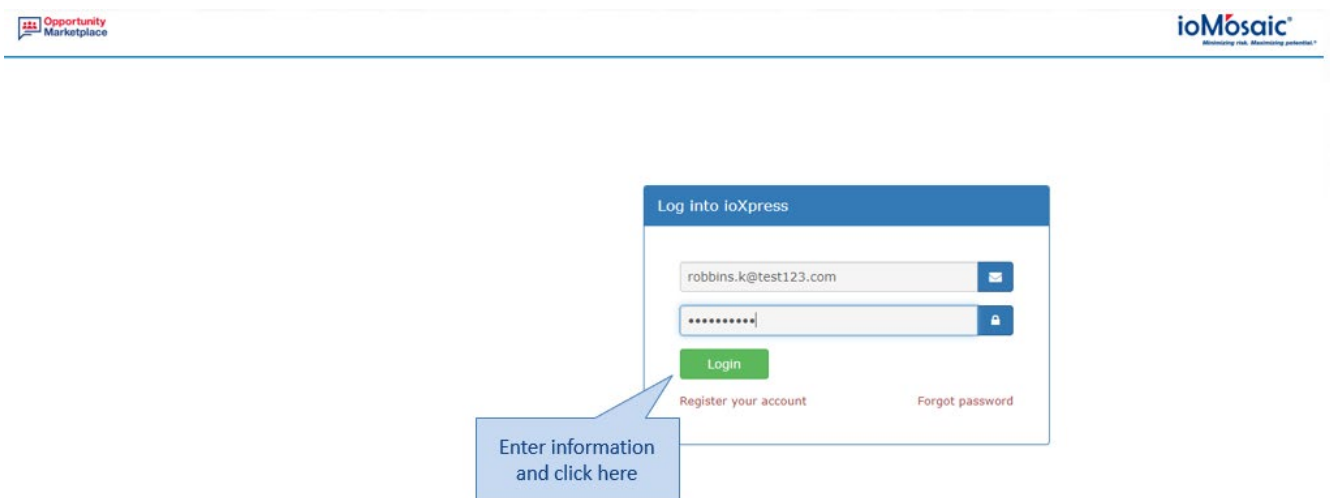 Opportunity
Marketplace
ioMosaic®
Minimizing risk. Maximizing potential.®
Log into ioXpress
robbins.k@test123.com
••••••••••
Login
Register your account
Forgot password
Enter information
and click here